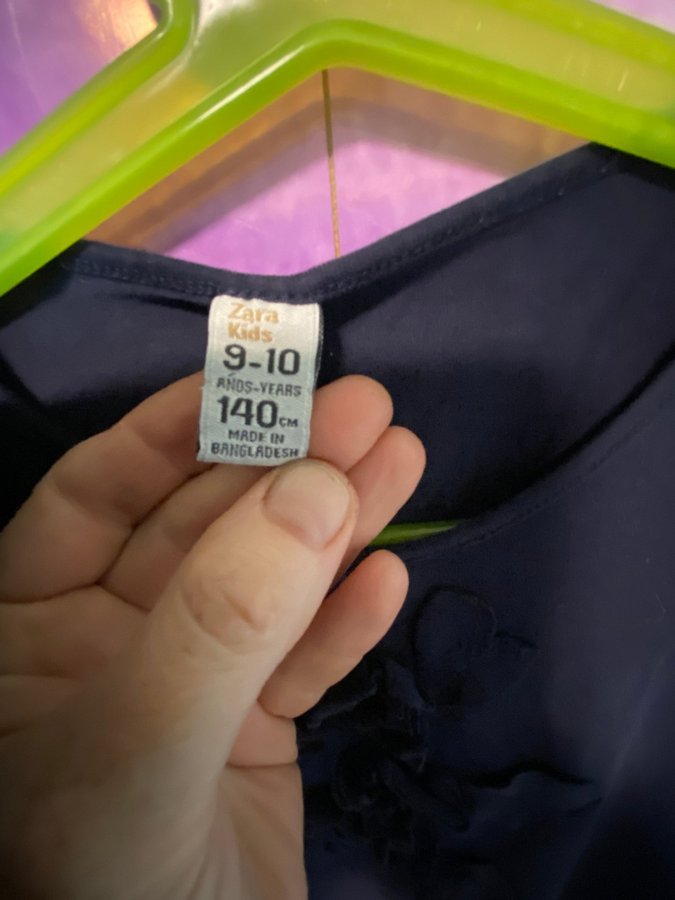 Zara
Kids
9-10
AÑOS-YEARS
140CM
MADE IN
BANGLADESH